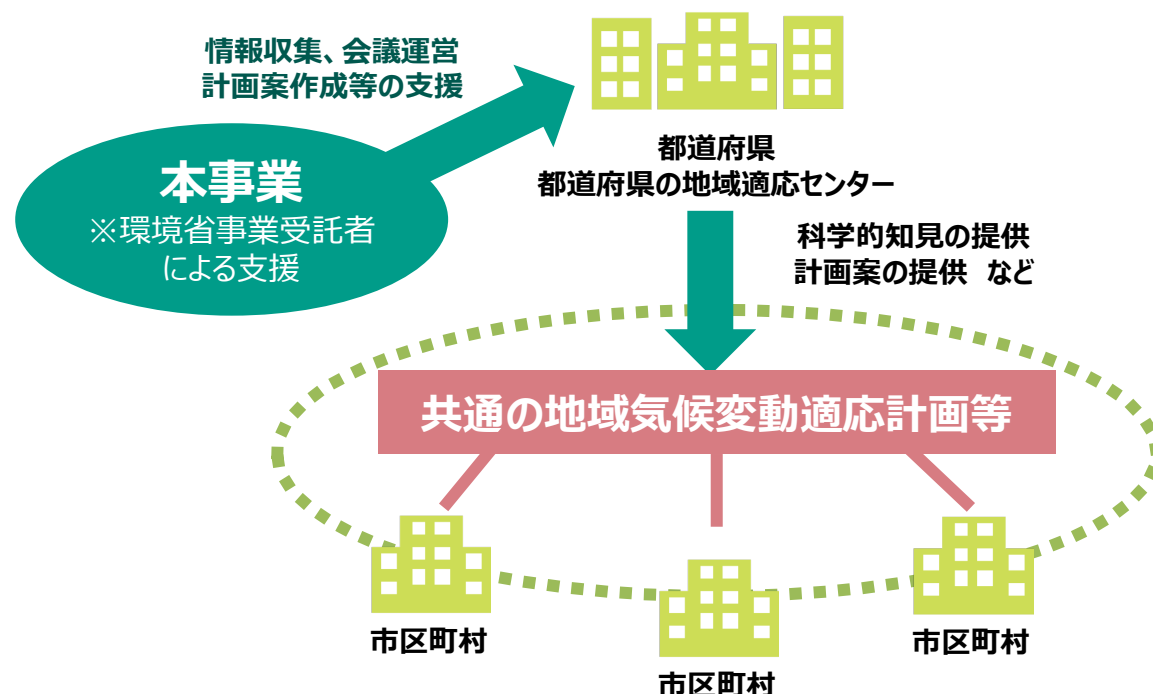 情報収集、会議運営
計画案作成等の支援
本事業
※環境省事業受託者
による支援
都道府県
都道府県の地域適応センター
科学的知見の提供
計画案の提供 など
共通の地域気候変動適応計画等
市区町村
市区町村
市区町村